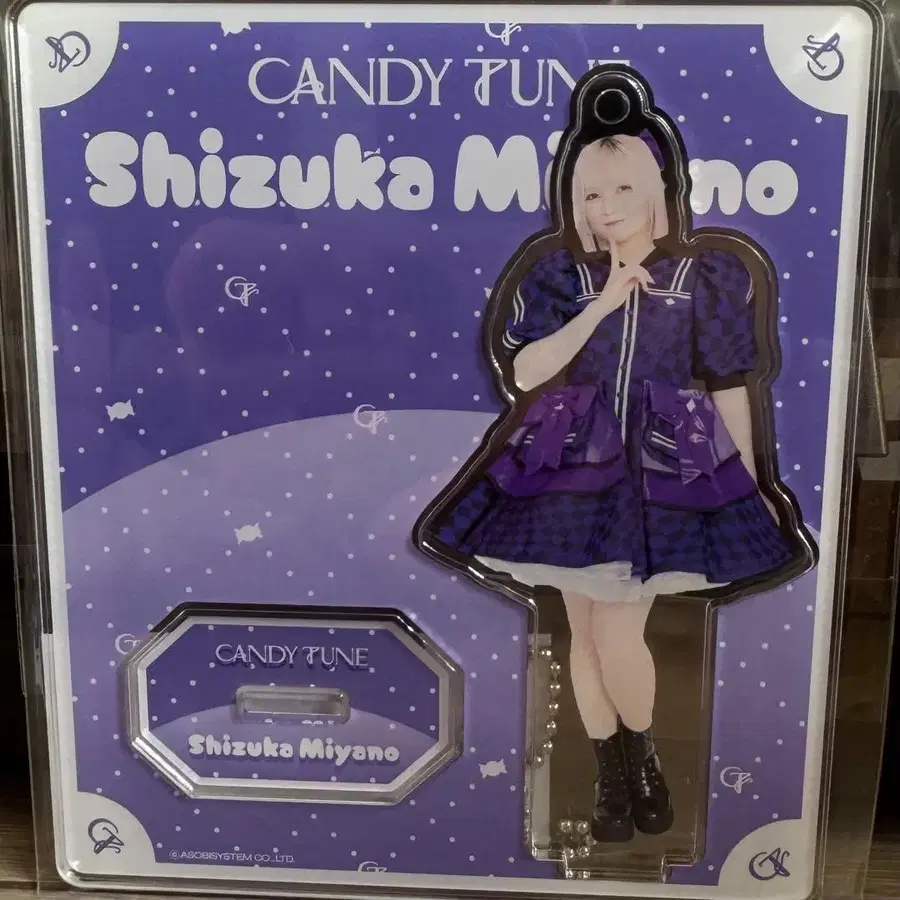 CANDY TUNE
Shizuka Miyano
CANDY TUNE
Shizuka Miyano
©ASOBISYSTEM CO.,LTD.